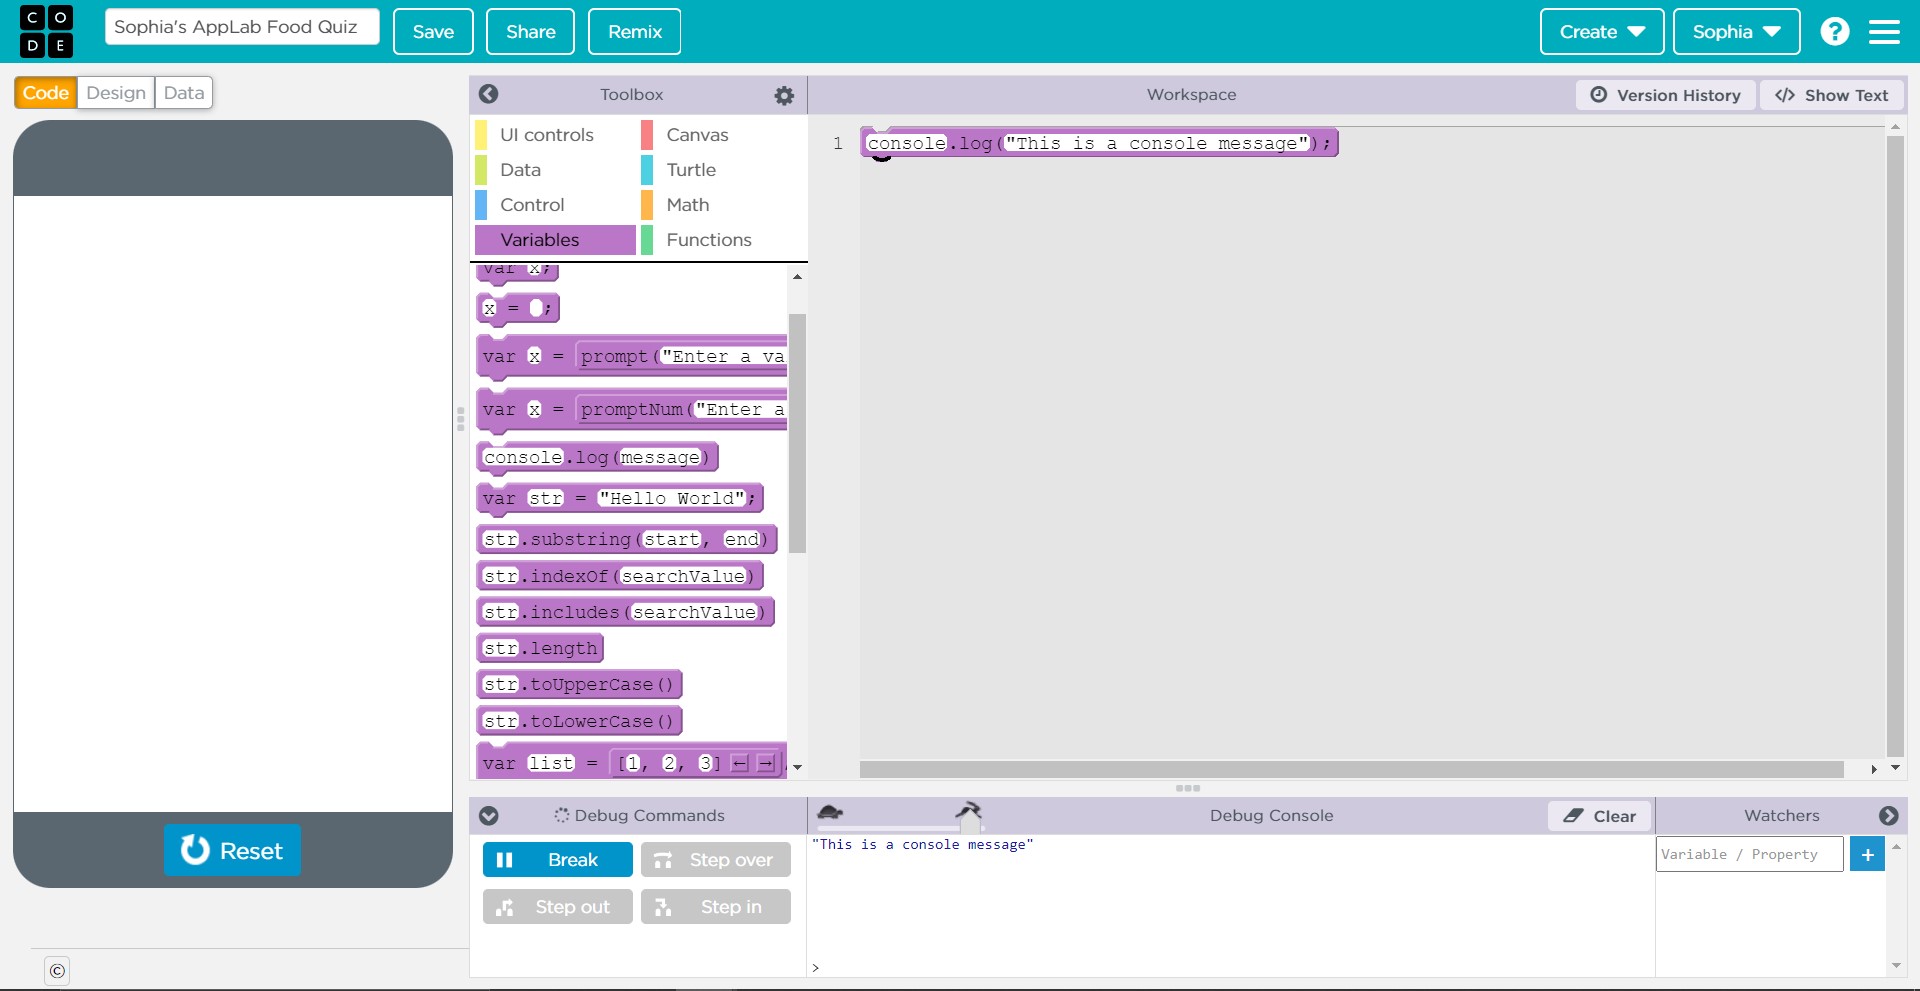 C O
D E
Sophia's AppLab Food Quiz
Save
Share
Remix
Create
Sophia
?
Code
Design
Data
Toolbox
Workspace
Version History
</> Show Text
UI controls
Canvas
Data
Turtle
Control
Math
Variables
Functions
var x;
x = ;
var x = prompt("Enter a va
var x = promptNum("Enter a
console.log(message)
var str = "Hello World";
str.substring(start, end)
str.indexOf(searchValue)
str.includes(searchValue)
str.length
str.toUpperCase()
str.toLowerCase()
var list = [1, 2, 3] ← →
1
console.log("This is a console message");
Reset
Debug Commands
Debug Console
Clear
Watchers
Break
Step over
Step out
Step in
"This is a console message"
>
Variable / Property
+
©